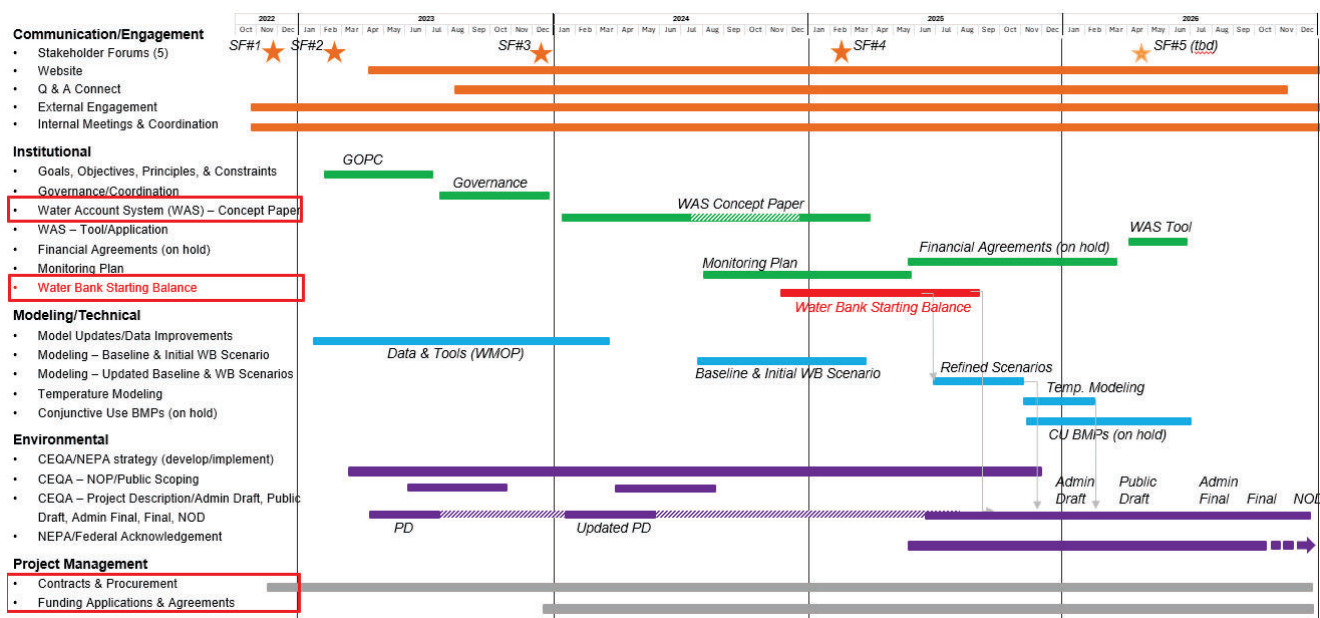 2022 2023 2024 2025 2026
Oct Nov Dec Jan Feb Mar Apr May Jun Jul Aug Sep Oct Nov Dec Jan Feb Mar Apr May Jun Jul Aug Sep Oct Nov Dec Jan Feb Mar Apr May Jun Jul Aug Sep Oct Nov Dec Jan Feb Mar Apr May Jun Jul Aug Sep Oct Nov Dec
Communication/Engagement
• Stakeholder Forums (5) SF#1 SF#2 SF#3 SF#4 SF#5 (tbd)
• Website
• Q & A Connect
• External Engagement
• Internal Meetings & Coordination
Institutional
• Goals, Objectives, Principles, & Constraints GOPC
• Governance/Coordination Governance
• Water Account System (WAS) – Concept Paper WAS Concept Paper
• WAS – Tool/Application WAS Tool
• Financial Agreements (on hold) Financial Agreements (on hold)
• Monitoring Plan Monitoring Plan
• Water Bank Starting Balance Water Bank Starting Balance
Modeling/Technical
• Model Updates/Data Improvements Data & Tools (WMOP)
• Modeling – Baseline & Initial WB Scenario Baseline & Initial WB Scenario
• Modeling – Updated Baseline & WB Scenarios Refined Scenarios
• Temperature Modeling Temp. Modeling
• Conjunctive Use BMPs (on hold) CU BMPs (on hold)
Environmental
• CEQA/NEPA strategy (develop/implement)
• CEQA – NOP/Public Scoping
• CEQA – Project Description/Admin Draft, Public
Draft, Admin Final, Final, NOD
PD Updated PD Admin Draft Public Draft Admin Final Final NOD
• NEPA/Federal Acknowledgement
Project Management
• Contracts & Procurement
• Funding Applications & Agreements